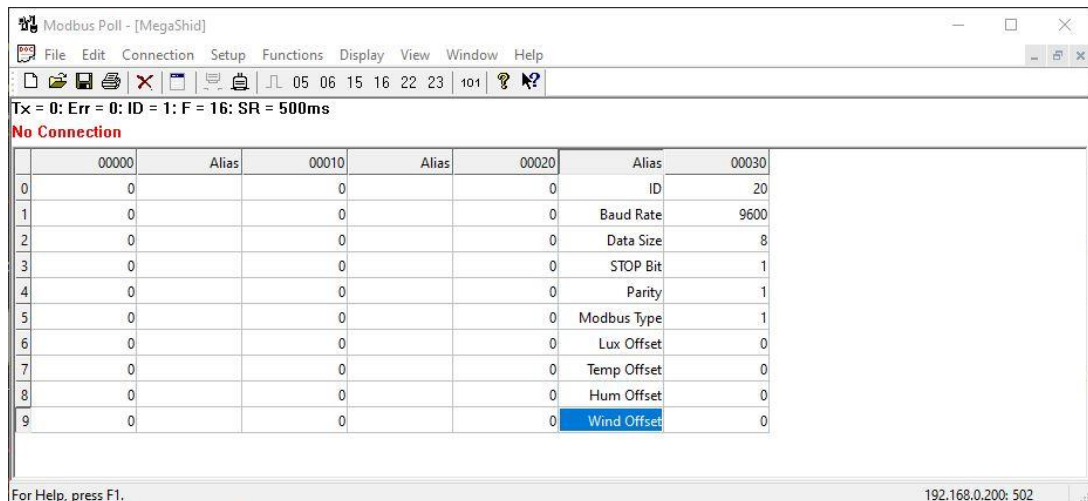 Modbus Poll - [MegaShid]
File Edit Connection Setup Functions Display View Window Help
05 06 15 16 22 23 101
Tx = 0: Err = 0: ID = 1: F = 16: SR = 500ms
No Connection
00000 Alias 00010 Alias 00020 Alias 00030
0 0 0 0 ID 20
1 0 0 0 Baud Rate 9600
2 0 0 0 Data Size 8
3 0 0 0 STOP Bit 1
4 0 0 0 Parity 1
5 0 0 0 Modbus Type 1
6 0 0 0 Lux Offset 0
7 0 0 0 Temp Offset 0
8 0 0 0 Hum Offset 0
9 0 0 0 Wind Offset 0
For Help, press F1. 192.168.0.200: 502